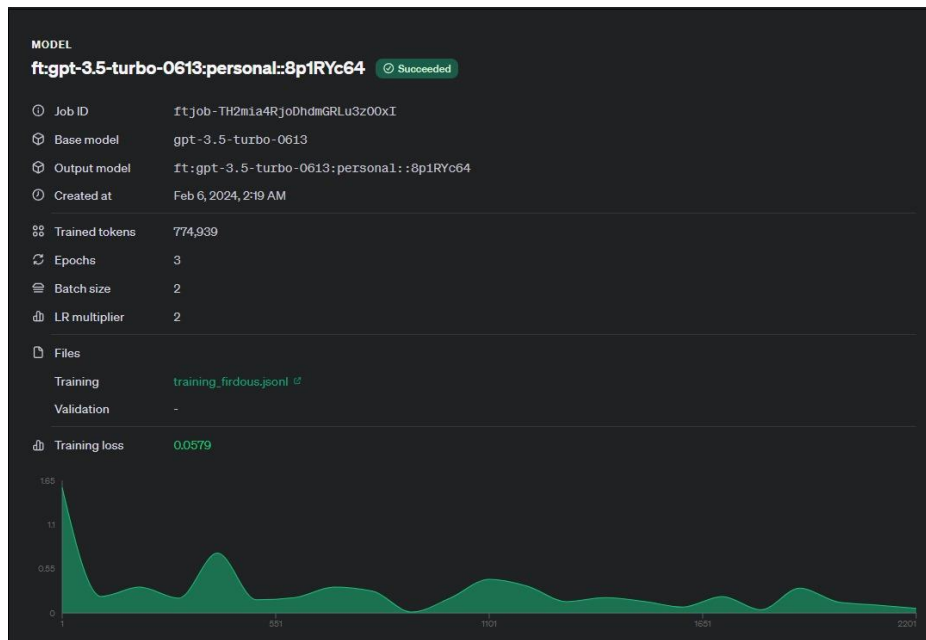 MODEL
ft:gpt-3.5-turbo-0613:personal::8p1RYc64 Succeeded
Job ID ftjob-TH2mia4RjoDhdmGRLu3zOOxI
Base model gpt-3.5-turbo-0613
Output model ft:gpt-3.5-turbo-0613:personal::8p1RYc64
Created at Feb 6, 2024, 2:19 AM
Trained tokens 774,939
Epochs 3
Batch size 2
LR multiplier 2
Files
Training training_firdous.jsonl
Validation -
Training loss 0.0579
1.65
1.1
0.55
0
1 551 1101 1651 2201